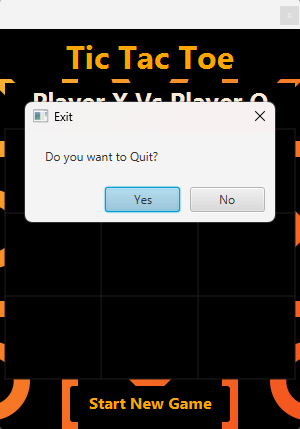 Tic Tac Toe
Player X Vs Player O
Exit
Do you want to Quit?
Yes
No
Start New Game